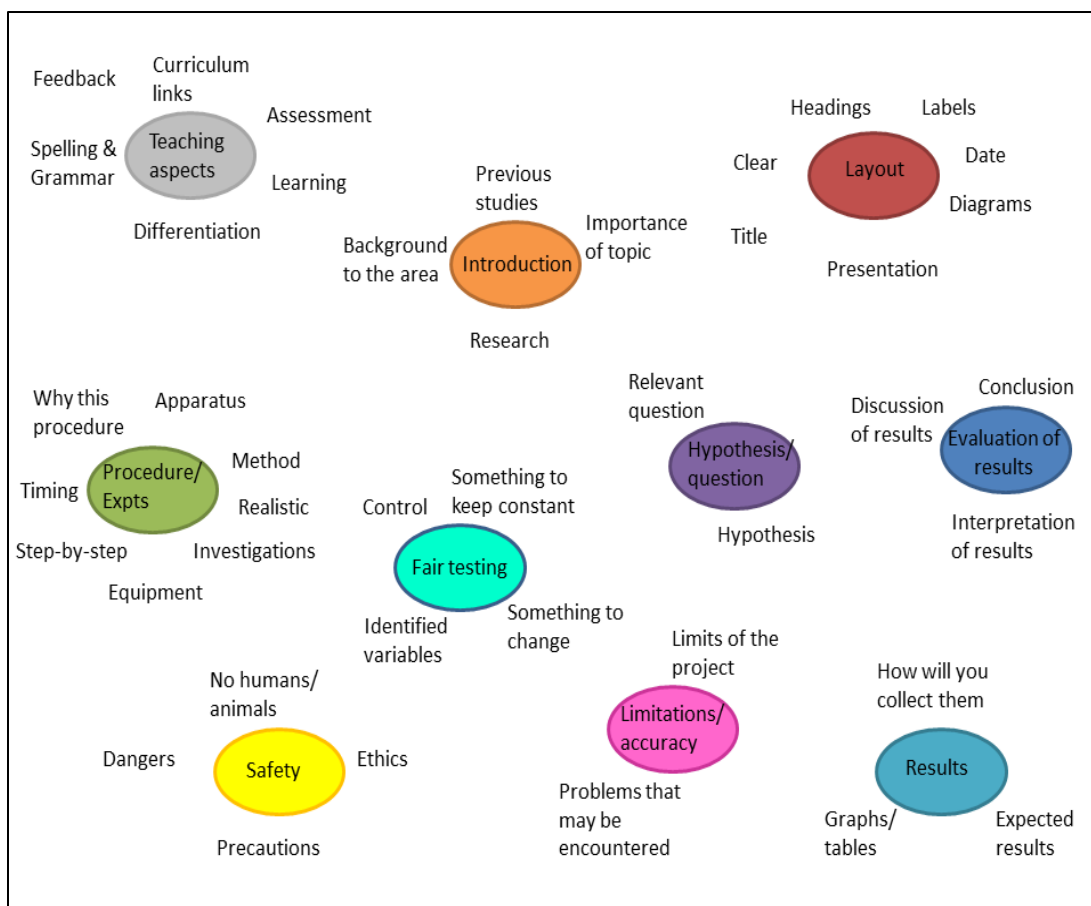 Feedback
Curriculum
links
Assessment
Spelling &
Grammar
Teaching
aspects
Learning
Differentiation
Headings
Labels
Clear
Layout
Date
Diagrams
Title
Presentation
Previous
studies
Importance
of topic
Background
to the area
Introduction
Research
Why this
procedure
Apparatus
Method
Timing
Procedure/
Expts
Realistic
Step-by-step
Investigations
Equipment
Something to
keep constant
Control
Fair testing
Identified
variables
Something to
change
Relevant
question
Hypothesis/
question
Hypothesis
Conclusion
Discussion
of results
Evaluation of
results
Interpretation
of results
No humans/
animals
Dangers
Safety
Ethics
Precautions
Limits of the
project
Limitations/
accuracy
Problems that
may be
encountered
How will you
collect them
Results
Graphs/
tables
Expected
results